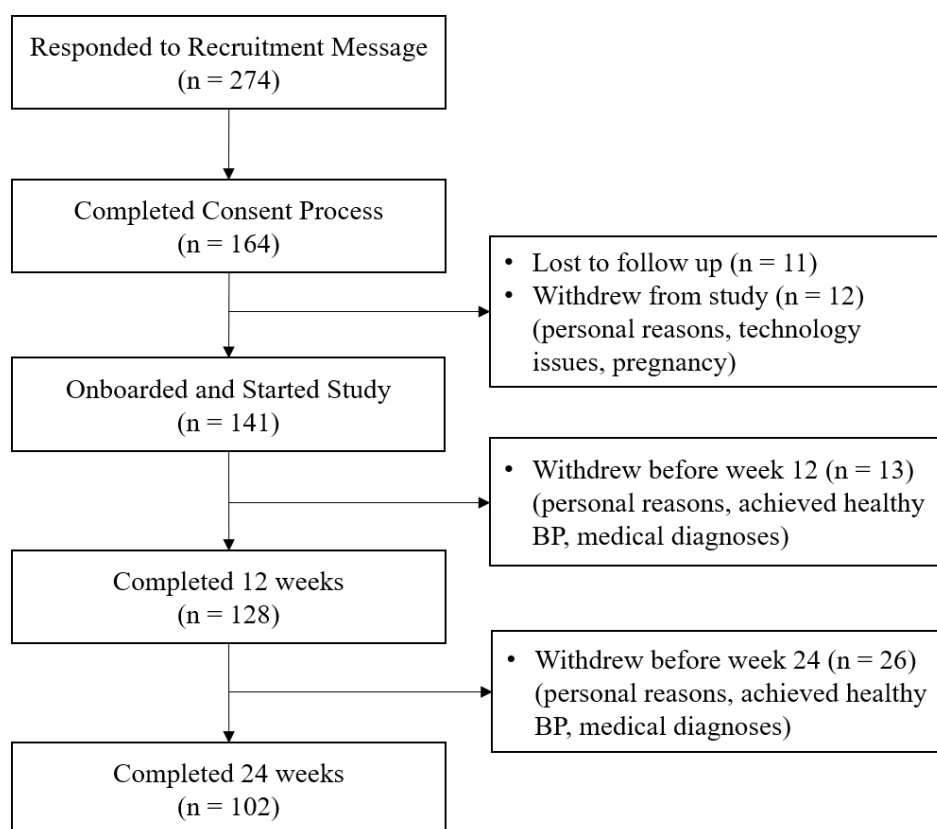 Responded to Recruitment Message
(n = 274)
Completed Consent Process
(n = 164)
• Lost to follow up (n = 11)
• Withdrew from study (n = 12)
(personal reasons, technology
issues, pregnancy)
Onboarded and Started Study
(n = 141)
• Withdrew before week 12 (n = 13)
(personal reasons, achieved healthy
BP, medical diagnoses)
Completed 12 weeks
(n = 128)
• Withdrew before week 24 (n = 26)
(personal reasons, achieved healthy
BP, medical diagnoses)
Completed 24 weeks
(n = 102)